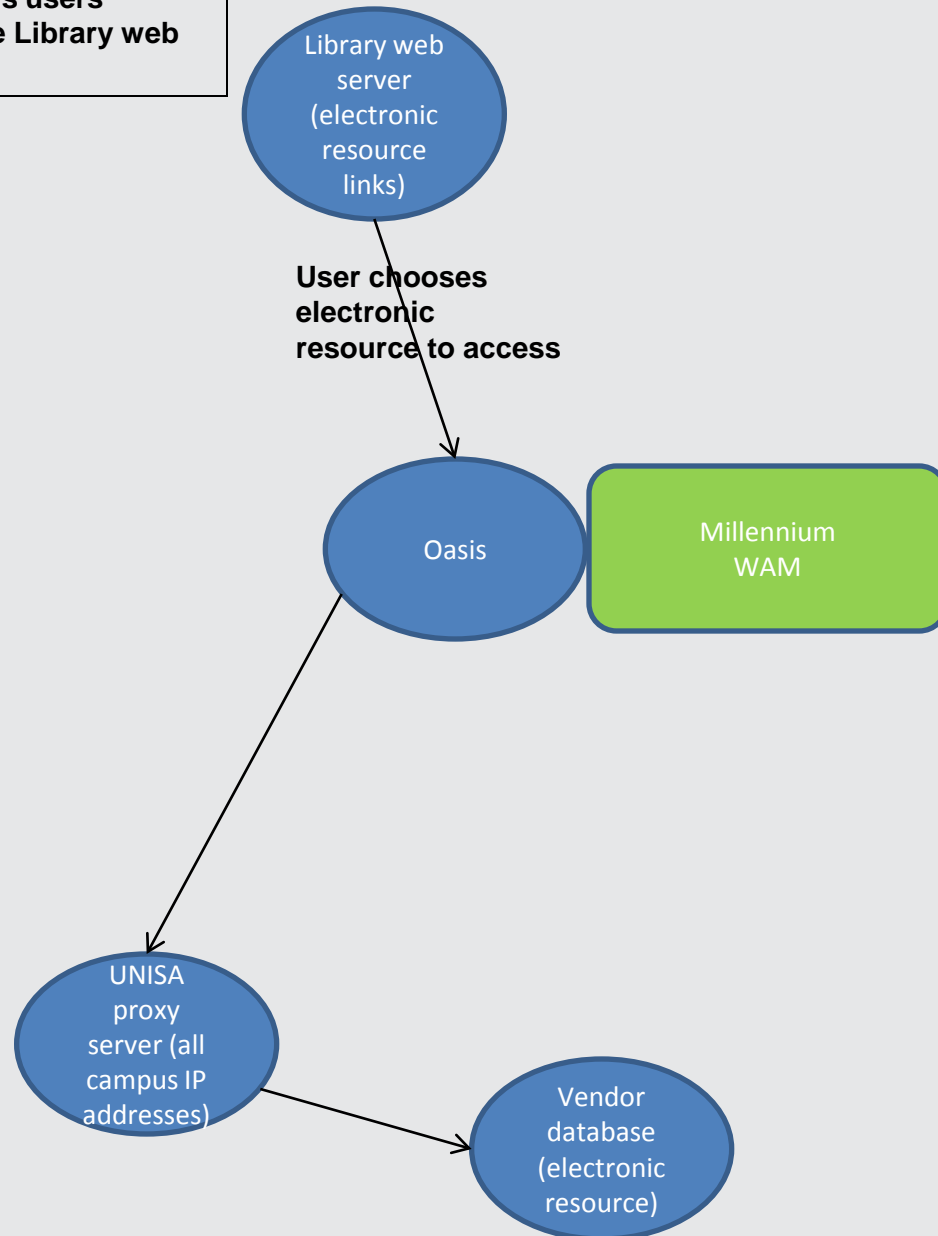 users
Library web
Library web
server
(electronic
resource
links)
User chooses
electronic
resource to access
Oasis
Millennium
WAM
UNISA
proxy
server (all
campus IP
addresses)
Vendor
database
(electronic
resource)